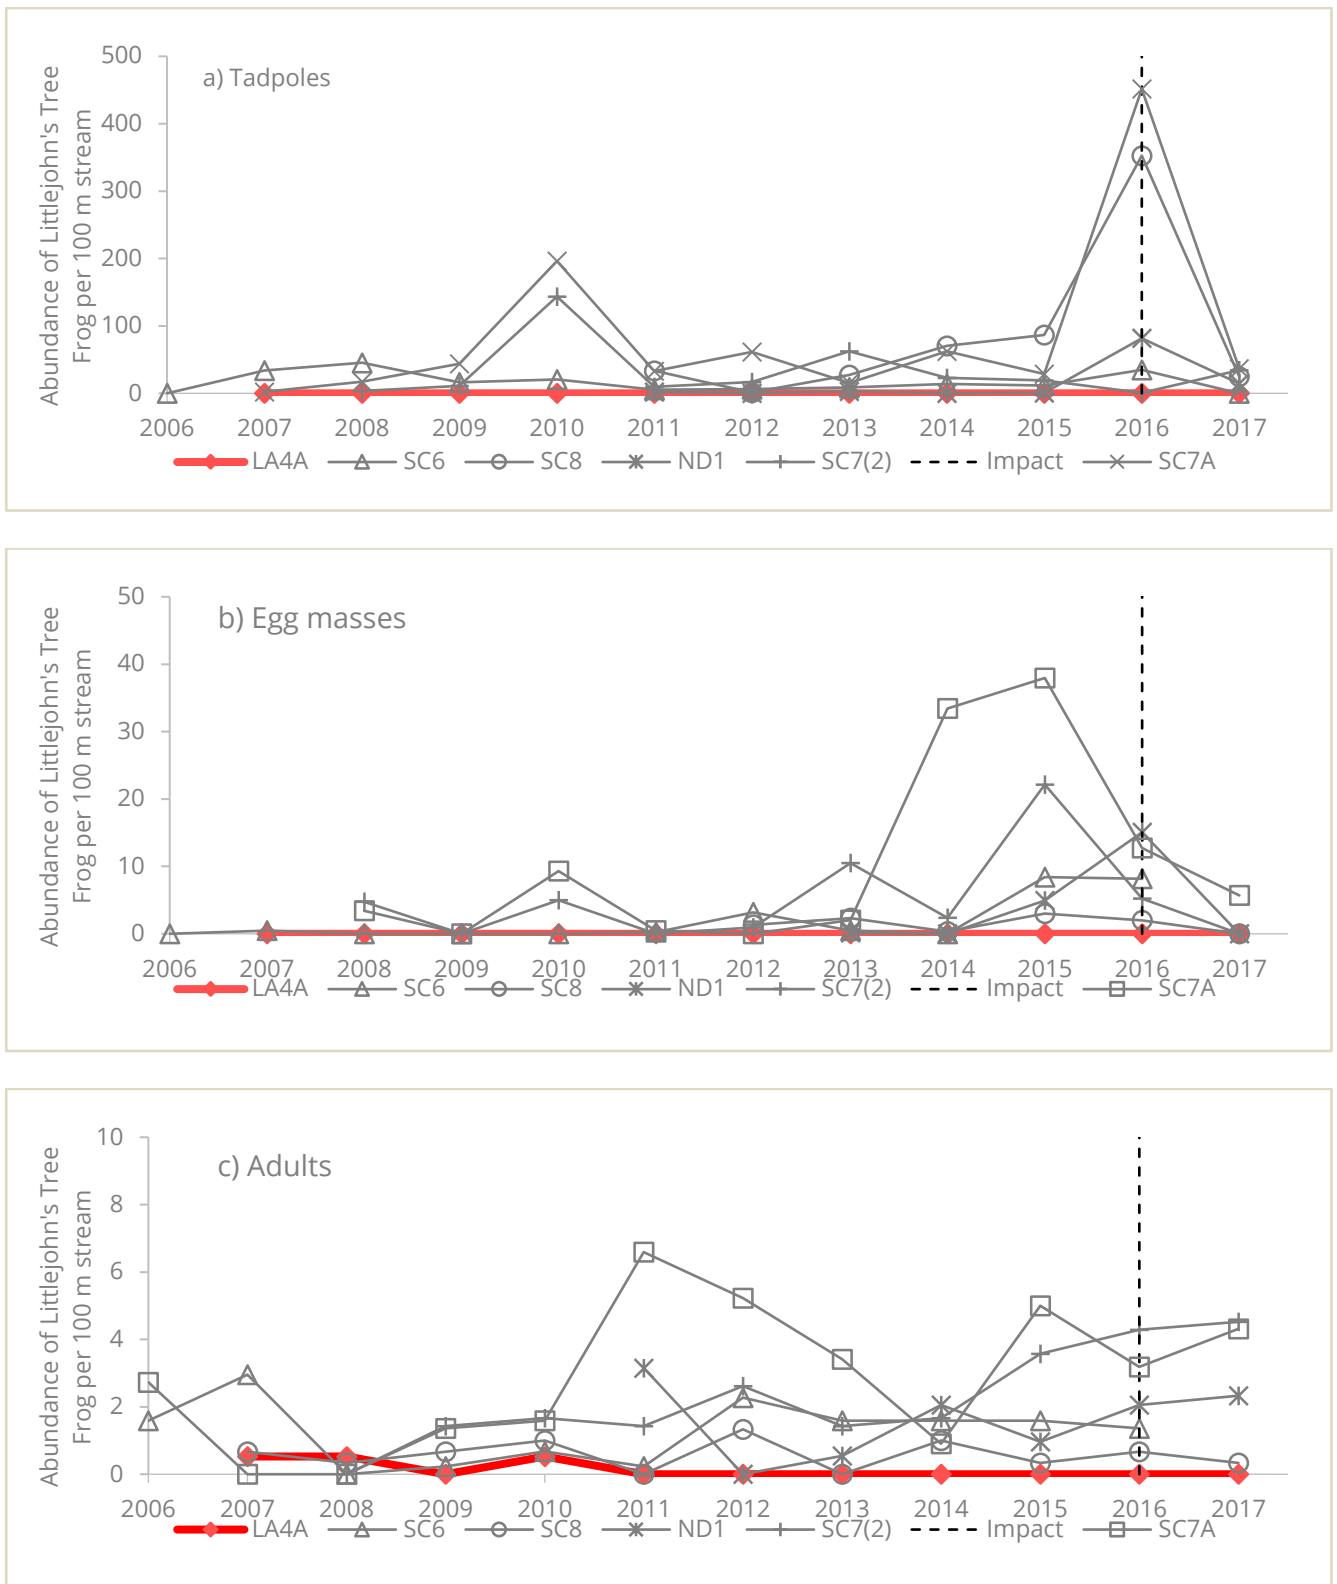 a) Tadpoles
Abundance of Littlejohn's Tree
Frog per 100 m stream
500
400
300
200
100
0
2006 2007 2008 2009 2010 2011 2012 2013 2014 2015 2016 2017
LA4A SC6 SC8 ND1 SC7(2) Impact SC7A
b) Egg masses
Abundance of Littlejohn's Tree
Frog per 100 m stream
50
40
30
20
10
0
2006 2007 2008 2009 2010 2011 2012 2013 2014 2015 2016 2017
LA4A SC6 SC8 ND1 SC7(2) Impact SC7A
c) Adults
Abundance of Littlejohn's Tree
Frog per 100 m stream
10
8
6
4
2
0
2006 2007 2008 2009 2010 2011 2012 2013 2014 2015 2016 2017
LA4A SC6 SC8 ND1 SC7(2) Impact SC7A